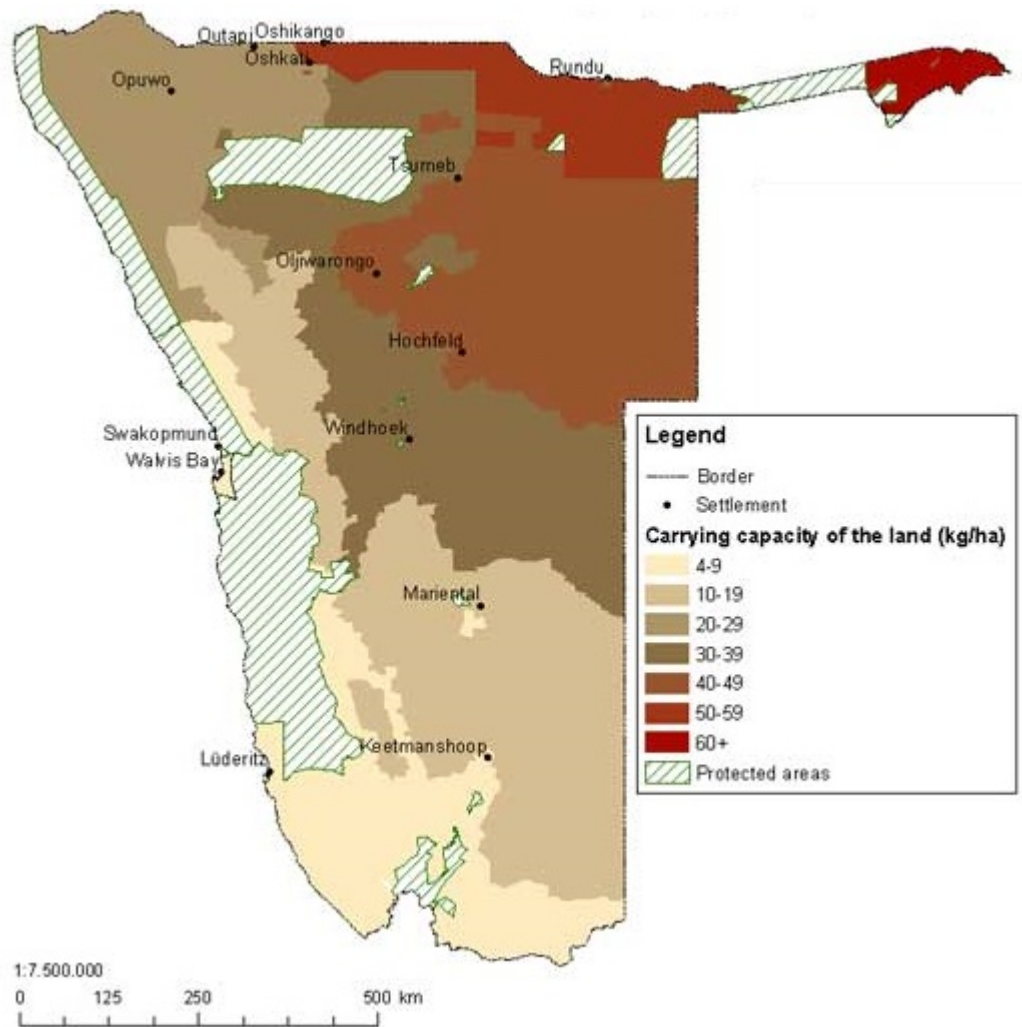 Outapi Oshikango
Oshkati
Opuwo
Rundu
Tsumeb
Oljiwarongo
Hochfeld
Windhoek
Swakopmund
Walvis Bay
Mariental
Keetmanshoop
Lüderitz
Legend
Border
Settlement
Carrying capacity of the land (kg/ha)
4-9
10-19
20-29
30-39
40-49
50-59
60+
Protected areas
1:7.500.000
0 125 250 500 km